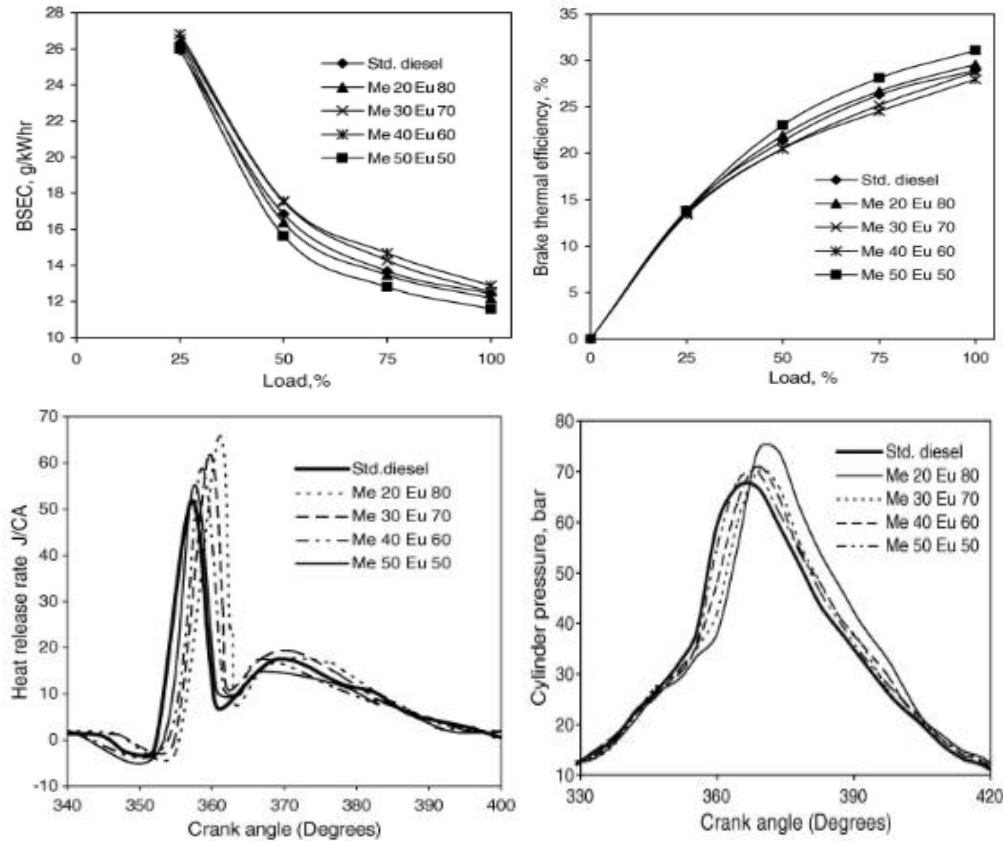 28
26
24
22
20
18
16
14
12
10
BSEC, g/kWhr
Std. diesel
Me 20 Eu 80
Me 30 Eu 70
Me 40 Eu 60
Me 50 Eu 50
0 25 50 75 100
Load, %
35
30
25
20
15
10
5
0
Brake thermal efficiency, %
Std. diesel
Me 20 Eu 80
Me 30 Eu 70
Me 40 Eu 60
Me 50 Eu 50
0 25 50 75 100
Load, %
70
60
50
40
30
20
10
0
-10
Heat release rate J/CA
Std.diesel
Me 20 Eu 80
Me 30 Eu 70
Me 40 Eu 60
Me 50 Eu 50
340 350 360 370 380 390 400
Crank angle (Degrees)
80
70
60
50
40
30
20
10
Cylinder pressure, bar
Std. diesel
Me 20 Eu 80
Me 30 Eu 70
Me 40 Eu 60
Me 50 Eu 50
330 360 390 420
Crank angle (Degrees)